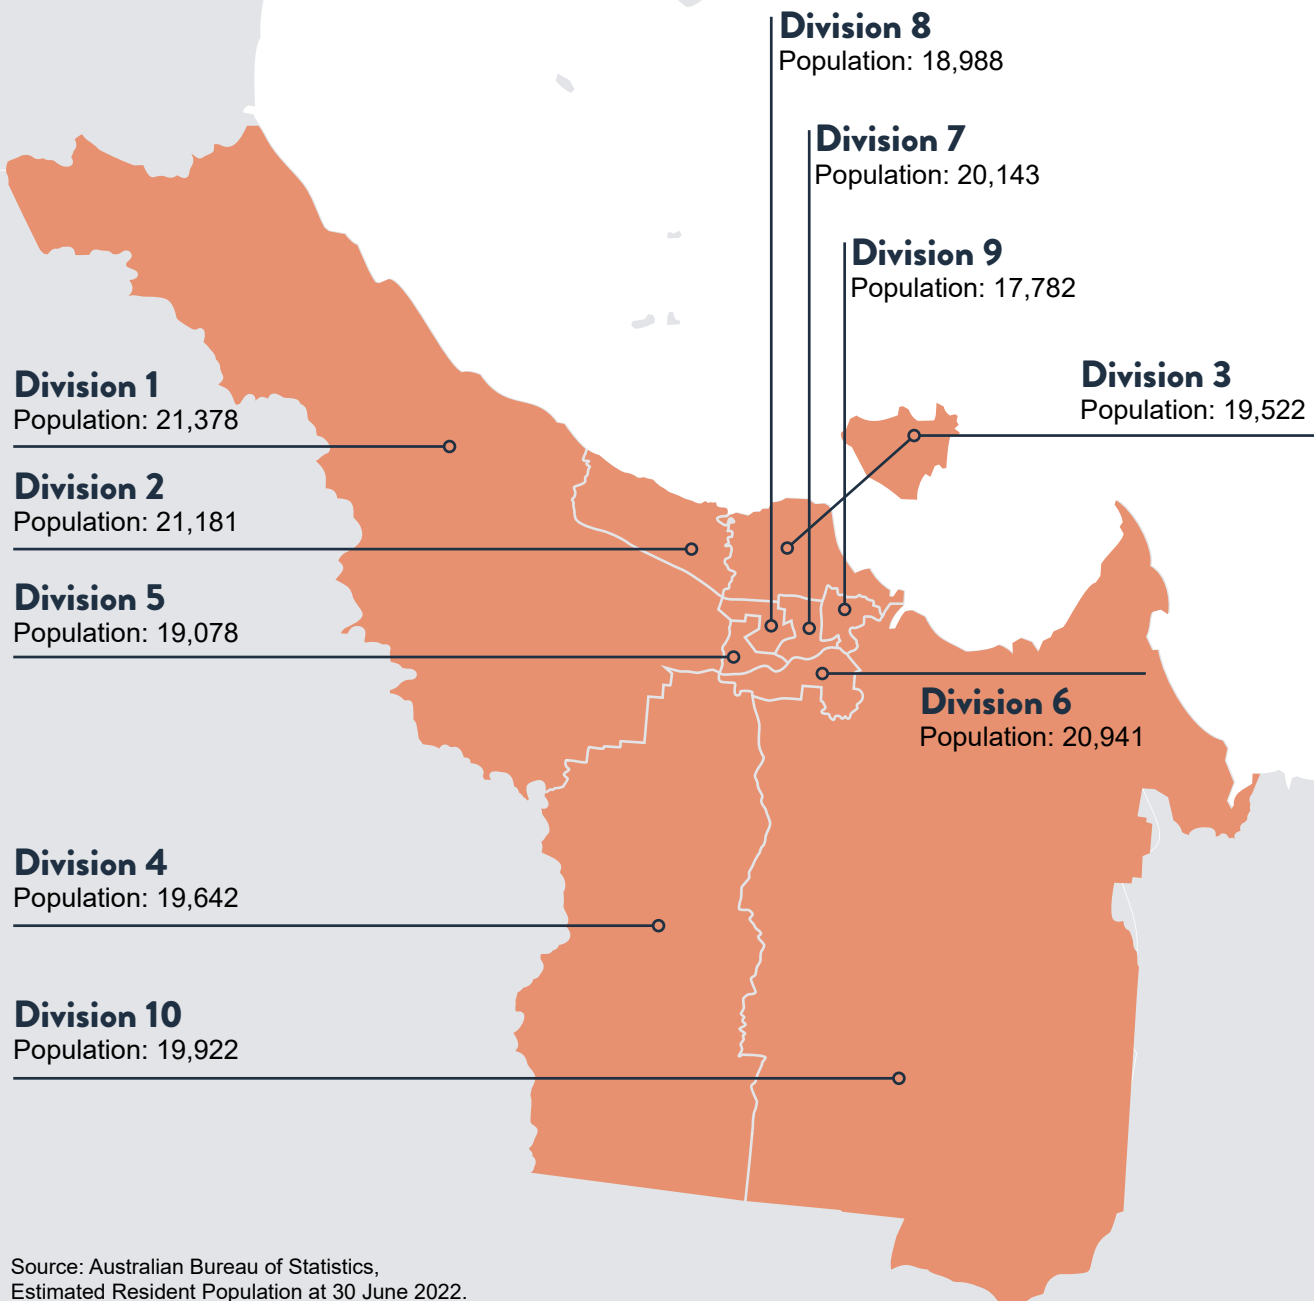 Division 8
Population: 18,988
Division 7
Population: 20,143
Division 9
Population: 17,782
Division 3
Population: 19,522
Division 1
Population: 21,378
Division 2
Population: 21,181
Division 5
Population: 19,078
Division 6
Population: 20,941
Division 4
Population: 19,642
Division 10
Population: 19,922
Source: Australian Bureau of Statistics,
Estimated Resident Population at 30 June 2022.